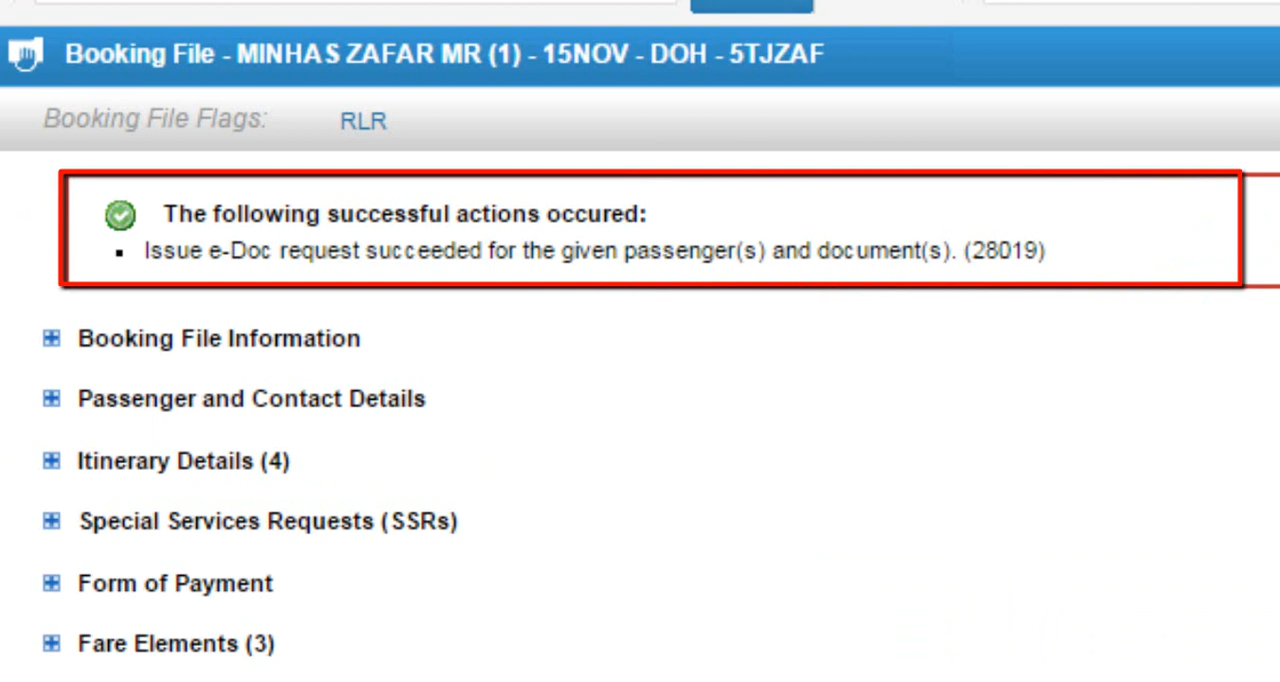 Booking File - MINHAS ZAFAR MR (1) - 15NOV - DOH - 5TJZAF
Booking File Flags: RLR
The following successful actions occured:
Issue e-Doc request succeeded for the given passenger(s) and document(s). (28019)
Booking File Information
Passenger and Contact Details
Itinerary Details (4)
Special Services Requests (SSRs)
Form of Payment
Fare Elements (3)